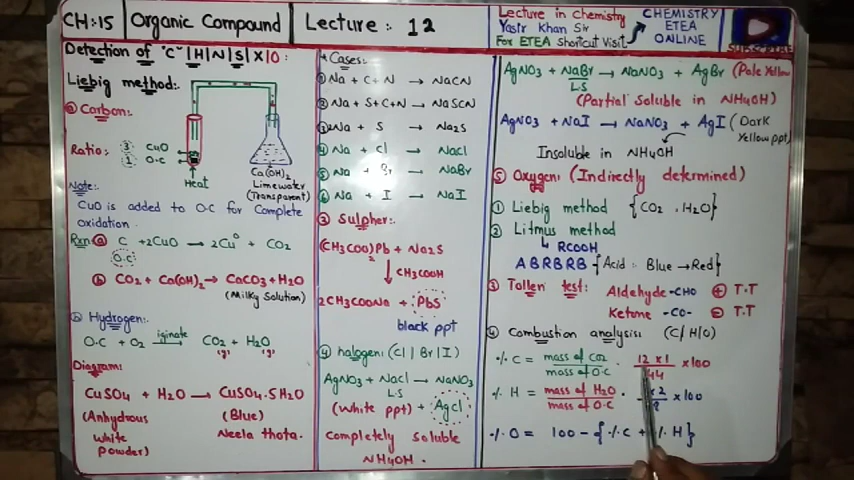 CH:15
Organic Compound
Lecture: 12
Lecture in Chemistry
Yasir Khan Sir
For ETEA Shortcut Visit
CHEMISTRY
ETEA
ONLINE
SUBSCRIBE
Detection of "C"|H|N|S|X|O:
Liebig method:
ⓐ Carbon:
Ratio: 3 CuO
1 O.C
Heat
Ca(OH)2
Limewater
(Transparent)
Note:
CuO is added to O.C for Complete
oxidation.
Rxn: ⓐ C + 2CuO → 2Cu° + CO2
O.C
ⓑ CO2 + Ca(OH)2 → CaCO3 + H2O
(Milky Solution)
ⓑ Hydrogen:
O.C + O2 iginate → CO2 + H2O
(g) (g)
Diagram:
CuSO4 + H2O → CuSO4.5H2O
(Anhydrous (Blue)
white Neela thota.
powder)
* Cases:
① Na + C + N → NaCN
② Na + S + C + N → NaSCN
③ Na + S → Na2S
④ Na + Cl → NaCl
⑤ Na + Br → NaBr
⑥ Na + I → NaI
③ Sulpher:
(CH3COO)2Pb + Na2S
↓ CH3COOH
2CH3COONa + PbS
black ppt
④ halogen: (Cl | Br | I)
AgNO3 + NaCl → NaNO3
L.S
(White ppt) + AgCl
Completely soluble
NH4OH.
AgNO3 + NaBr → NaNO3 + AgBr (Pale Yellow
L.S
(Partial Soluble in NH4OH)
AgNO3 + NaI → NaNO3 + AgI (Dark
Yellow ppt)
Insoluble in NH4OH
⑤ Oxygen: (Indirectly determined)
① Liebig method {CO2 . H2O}
② Litmus method
↳ RCOOH
ABRBRB {Acid: Blue → Red}
③ Tollen test: Aldehyde -CHO ⊕ T.T
Ketone -CO- ⊖ T.T
④ Combustion analysis: (C/H/O)
% C = mass of CO2 / mass of O.C . 12 x 1 / 44 x 100
% H = mass of H2O / mass of O.C . x 2 x 100
% O = 100 - {% C + % H}